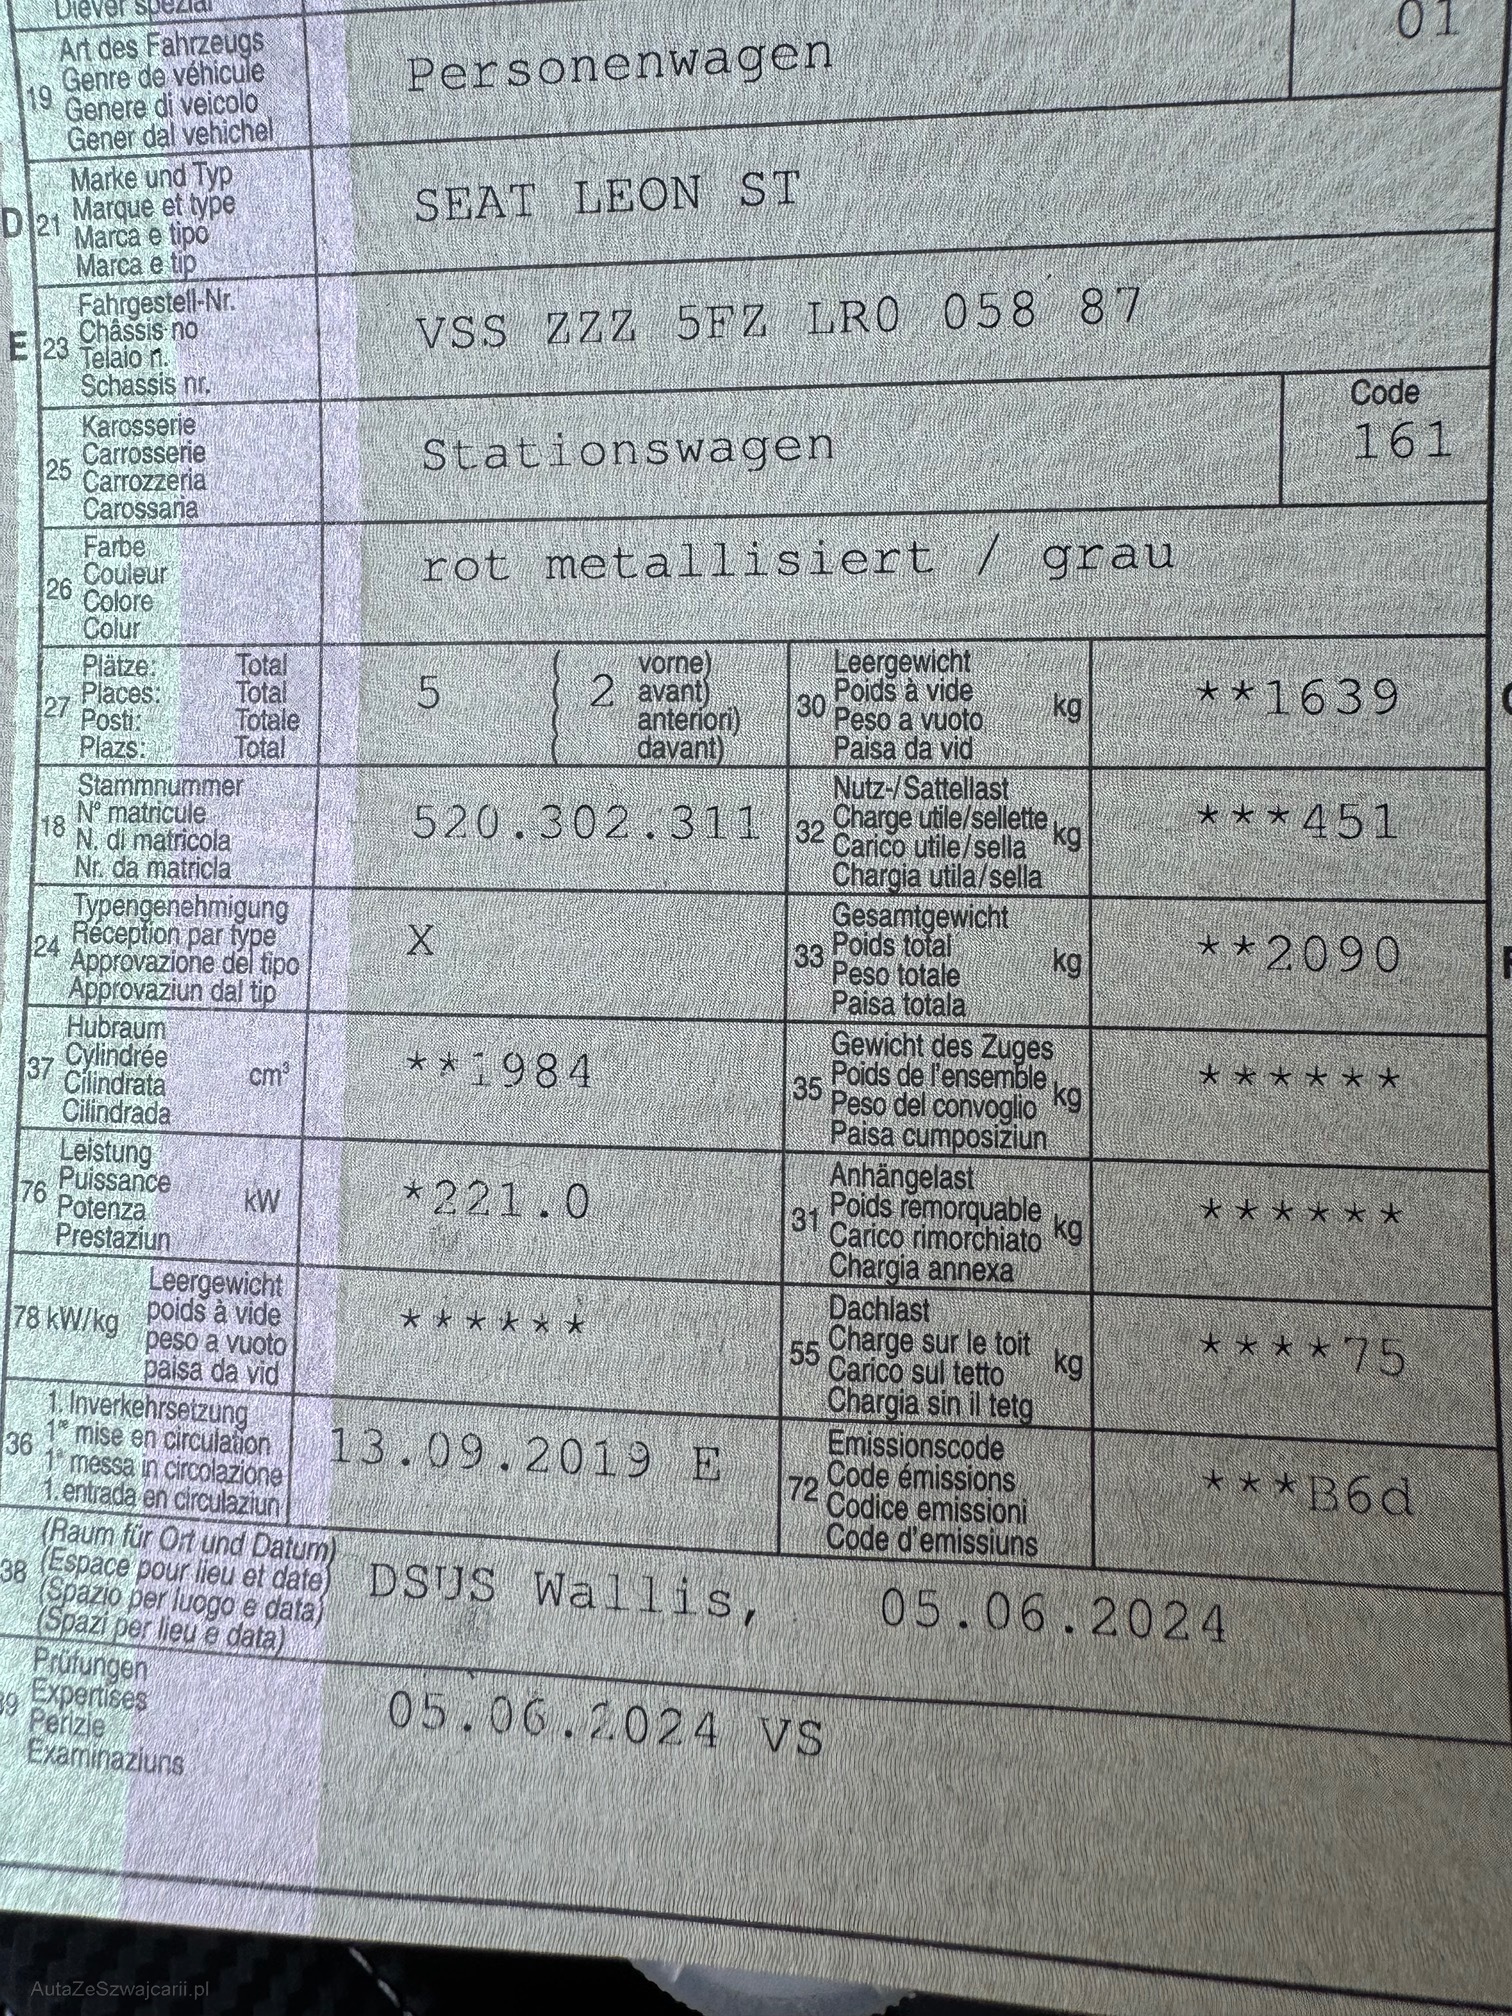 Diever spezial
01
Art des Fahrzeugs
19 Genre de véhicule
Genere di veicolo
Gener dal vehichel
Personenwagen
Marke und Typ
D 21 Marque et type
Marca e tipo
Marca e tip
SEAT LEON ST
Fahrgestell-Nr.
E 23 Châssis no
Telaio n.
Schassis nr.
VSS ZZZ 5FZ LR0 058 87
Karosserie
25 Carrosserie
Carrozzeria
Carossaria
Stationswagen
Code
161
Farbe
26 Couleur
Colore
Colur
rot metallisiert / grau
Plätze: Total
27 Places: Total
Posti: Totale
Plazs: Total
5 ( 2 vorne)
( avant)
( anteriori)
( davant)
Leergewicht
30 Poids à vide kg
Peso a vuoto
Paisa da vid
**1639
Stammnummer
18 N° matricule
N. di matricola
Nr. da matricla
520.302.311
Nutz-/Sattellast
32 Charge utile/sellette kg
Carico utile/sella
Chargia utila/sella
***451
Typengenehmigung
24 Réception par type
Approvazione del tipo
Approvaziun dal tip
X
Gesamtgewicht
33 Poids total kg
Peso totale
Paisa totala
**2090
Hubraum
37 Cylindrée cm³
Cilindrata
Cilindrada
**1984
Gewicht des Zuges
35 Poids de l'ensemble kg
Peso del convoglio
Paisa cumposiziun
******
Leistung
76 Puissance kW
Potenza
Prestaziun
*221.0
Anhängelast
31 Poids remorquable kg
Carico rimorchiato
Chargia annexa
******
Leergewicht
78 kW/kg poids à vide
peso a vuoto
paisa da vid
******
Dachlast
55 Charge sur le toit kg
Carico sul tetto
Chargia sin il tetg
****75
1. Inverkehrsetzung
36 1re mise en circulation
1a messa in circolazione
1. entrada en circulaziun
13.09.2019 E
Emissionscode
72 Code émissions
Codice emissioni
Code d'emissiuns
***B6d
(Raum für Ort und Datum)
38 (Espace pour lieu et date)
(Spazio per luogo e data)
(Spazi per lieu e data)
DSUS Wallis, 05.06.2024
Prüfungen
39 Expertises
Perizie
Examinaziuns
05.06.2024 VS
AutaZeSzwajcarii.pl